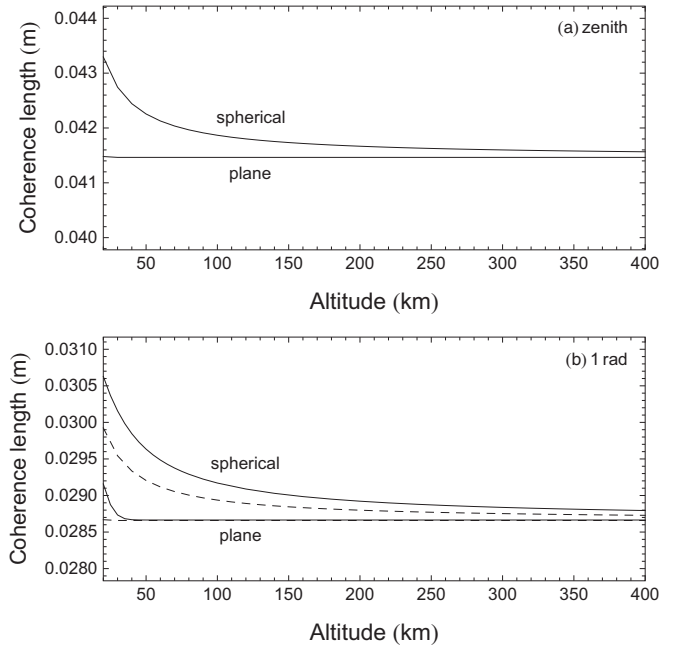 (a) zenith
Coherence length (m)
0.044
0.043
0.042
0.041
0.040
spherical
plane
50 100 150 200 250 300 350 400
Altitude (km)
(b) 1 rad
Coherence length (m)
0.0310
0.0305
0.0300
0.0295
0.0290
0.0285
0.0280
spherical
plane
50 100 150 200 250 300 350 400
Altitude (km)